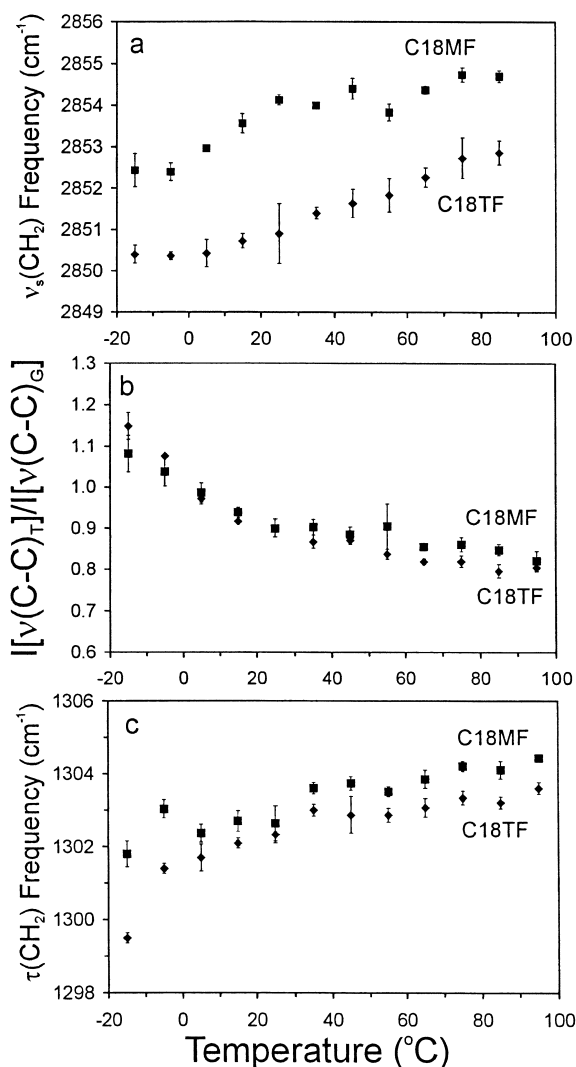 a
C18MF
C18TF
νs(CH2) Frequency (cm-1)
2856
2855
2854
2853
2852
2851
2850
2849
-20 0 20 40 60 80 100
b
C18MF
C18TF
I[ν(C-C)T]/I[ν(C-C)G]
1.3
1.2
1.1
1.0
0.9
0.8
0.7
0.6
-20 0 20 40 60 80 100
c
C18MF
C18TF
τ(CH2) Frequency (cm-1)
1306
1304
1302
1300
1298
-20 0 20 40 60 80 100
Temperature (oC)